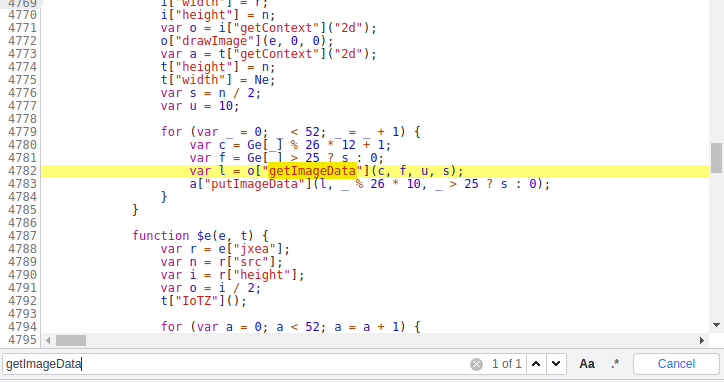 4769 i["width"] = r;
4770 i["height"] = n;
4771 var o = i["getContext"]("2d");
4772 o["drawImage"](e, 0, 0);
4773 var a = t["getContext"]("2d");
4774 t["height"] = n;
4775 t["width"] = Ne;
4776 var s = n / 2;
4777 var u = 10;
4778
4779 for (var _ = 0; _ < 52; _ = _ + 1) {
4780 var c = Ge[_] % 26 * 12 + 1;
4781 var f = Ge[_] > 25 ? s : 0;
4782 var l = o["getImageData"](c, f, u, s);
4783 a["putImageData"](l, _ % 26 * 10, _ > 25 ? s : 0);
4784 }
4785 }
4786
4787 function $e(e, t) {
4788 var r = e["jxea"];
4789 var n = r["src"];
4790 var i = r["height"];
4791 var o = i / 2;
4792 t["IoTZ"]();
4793
4794 for (var a = 0; a < 52; a = a + 1) {
4795
getImageData 1 of 1 Aa .* Cancel